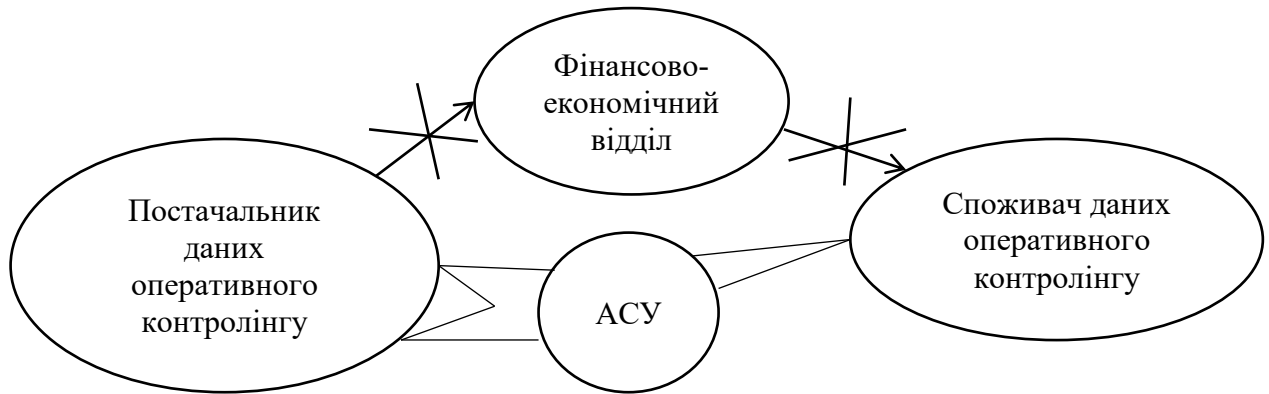 Фінансово-
економічний
відділ
Постачальник
даних
оперативного
контролінгу
АСУ
Споживач даних
оперативного
контролінгу